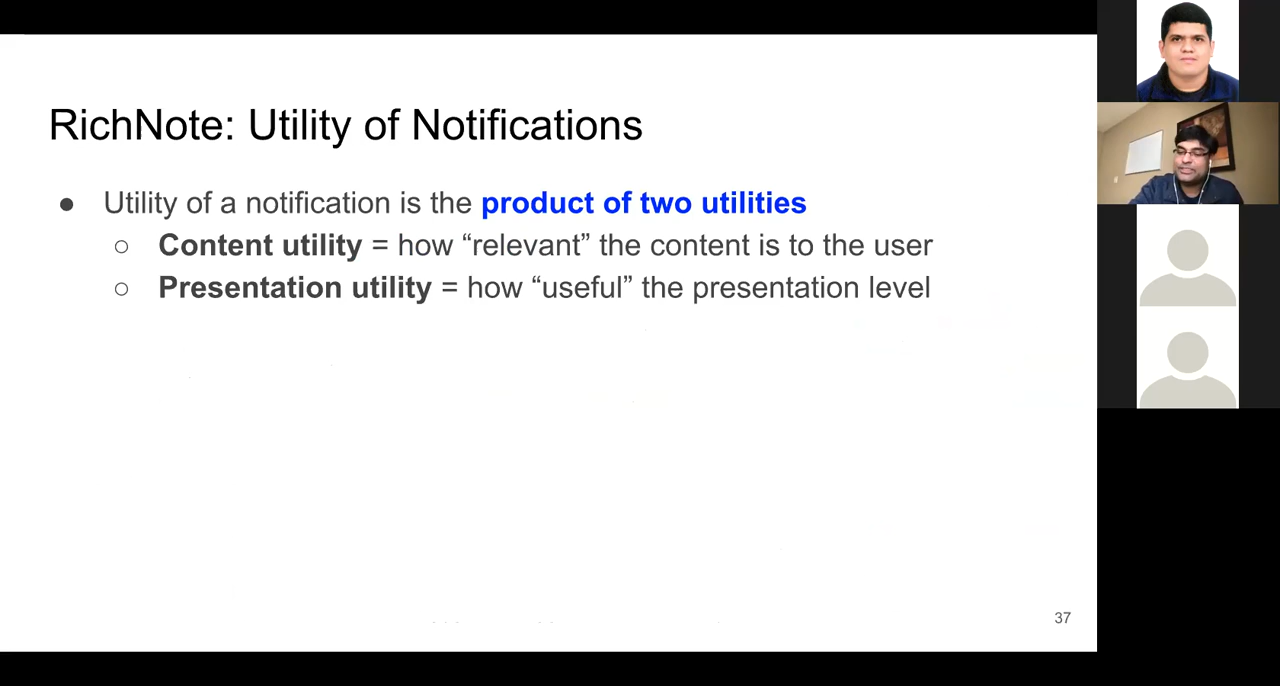 RichNote: Utility of Notifications
● Utility of a notification is the product of two utilities
○ Content utility = how “relevant” the content is to the user
○ Presentation utility = how “useful” the presentation level
37